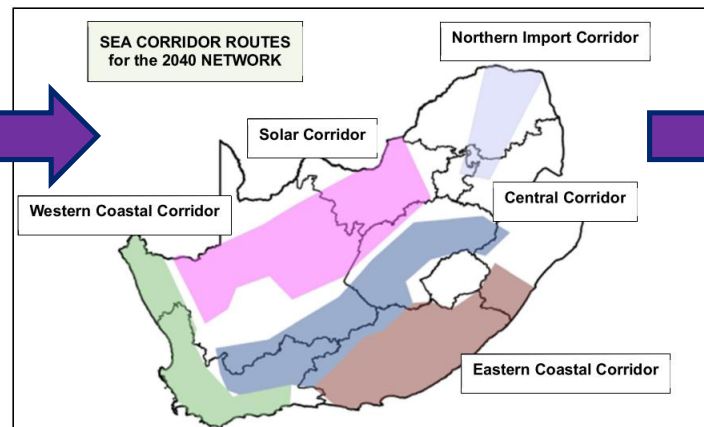 SEA CORRIDOR ROUTES
for the 2040 NETWORK
Northern Import Corridor
Solar Corridor
Central Corridor
Western Coastal Corridor
Eastern Coastal Corridor